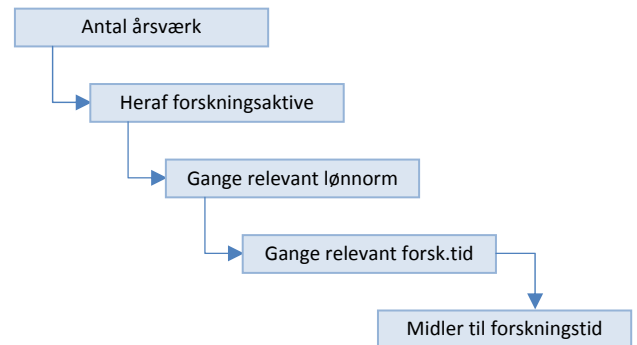 Antal årsværk
Heraf forskningsaktive
Gange relevant lønnorm
Gange relevant forsk.tid
Midler til forskningstid